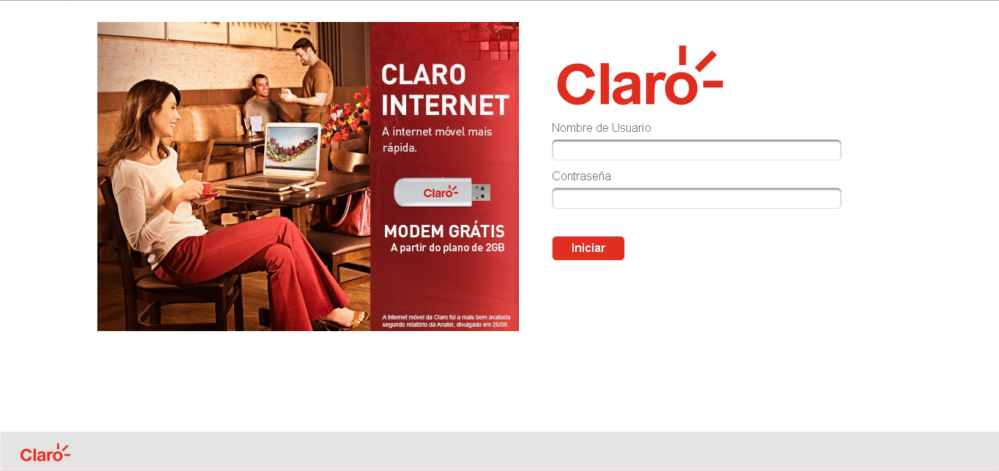 CLARO
INTERNET
A internet móvel mais
rápida.
Claro
MODEM GRÁTIS
A partir do plano de 2GB
A internet móvel da Claro foi a mais bem avaliada
segundo relatório da Anatel, divulgado em 26/09.
Claro
Nombre de Usuario
Contraseña
Iniciar
Claro